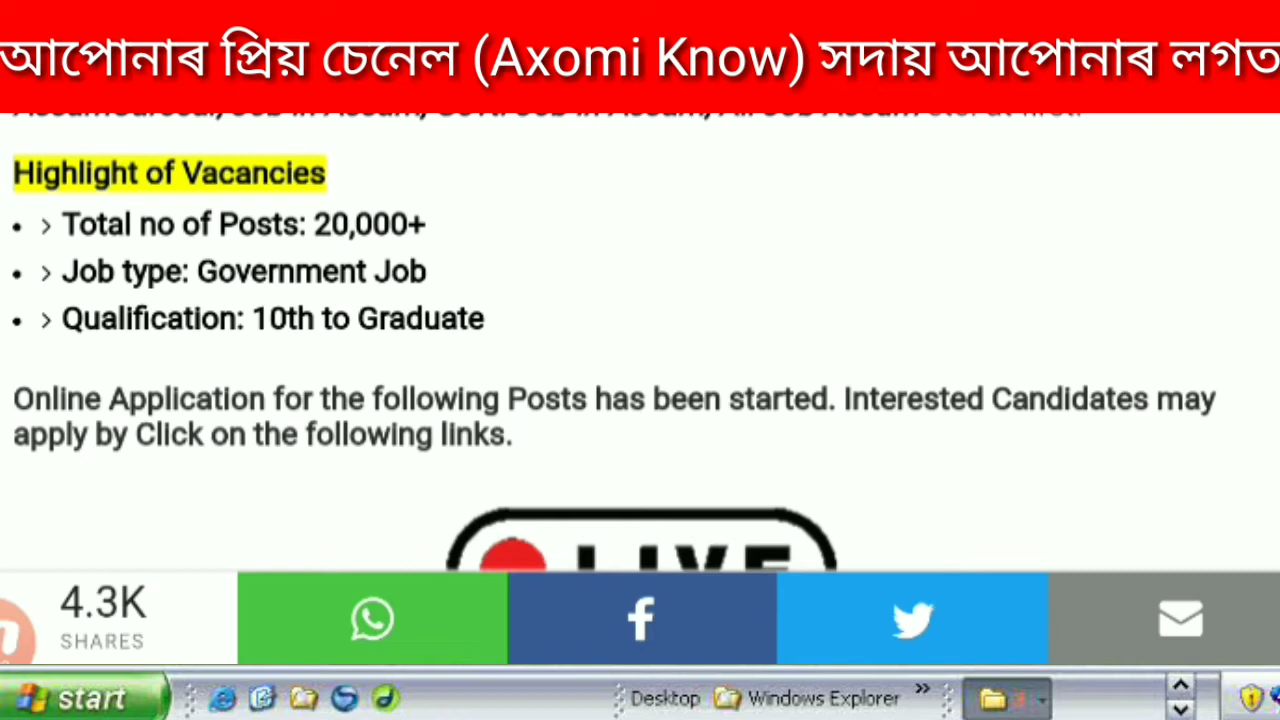 আপোনাৰ প্ৰিয় চেনেল (Axomi Know) সদায় আপোনাৰ লগত
Highlight of Vacancies
• > Total no of Posts: 20,000+
• > Job type: Government Job
• > Qualification: 10th to Graduate
Online Application for the following Posts has been started. Interested Candidates may
apply by Click on the following links.
LIVE
4.3K
SHARES
start
Desktop
Windows Explorer